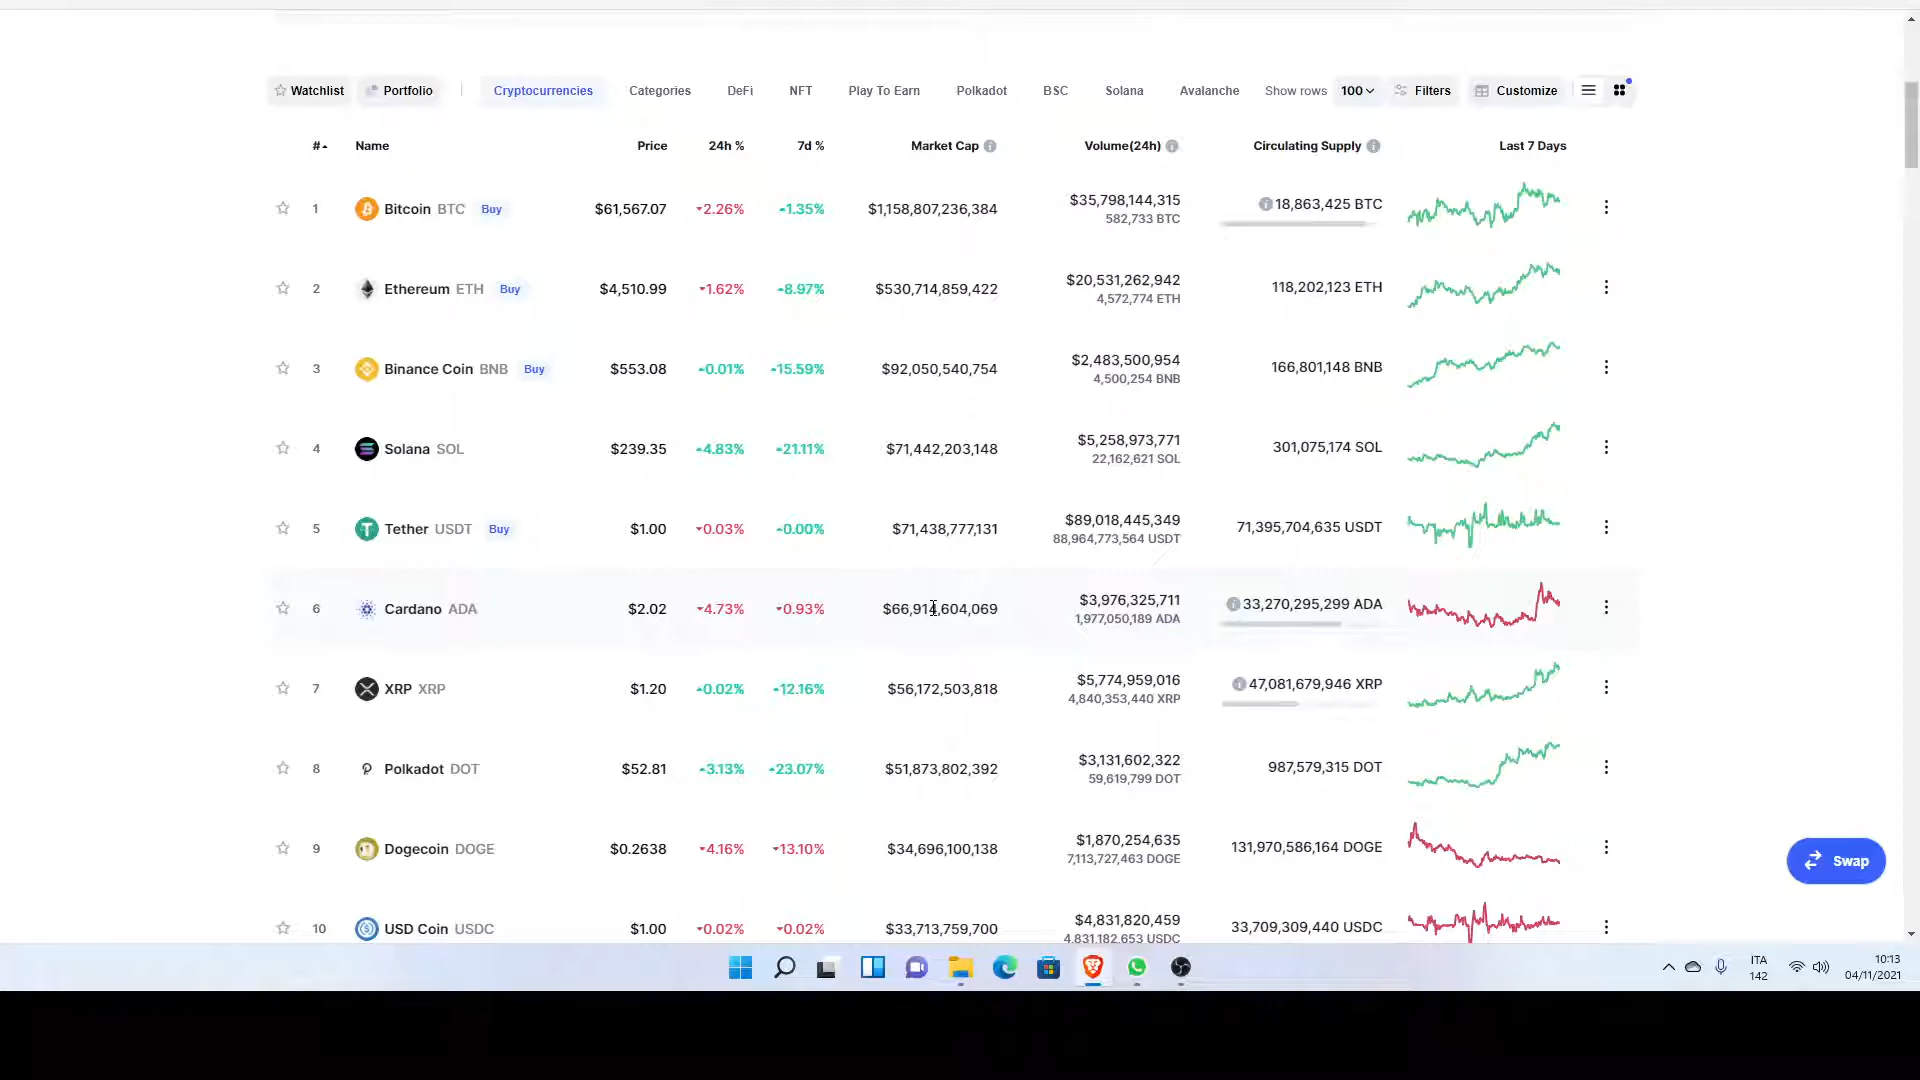 Watchlist Portfolio Cryptocurrencies Categories DeFi NFT Play To Earn Polkadot BSC Solana Avalanche Show rows 100 Filters Customize
# Name Price 24h % 7d % Market Cap Volume(24h) Circulating Supply Last 7 Days
1 Bitcoin BTC Buy $61,567.07 2.26% 1.35% $1,158,807,236,384 $35,798,144,315 18,863,425 BTC
582,733 BTC
2 Ethereum ETH Buy $4,510.99 1.62% 8.97% $530,714,859,422 $20,531,262,942 118,202,123 ETH
4,572,774 ETH
3 Binance Coin BNB Buy $553.08 0.01% 15.59% $92,050,540,754 $2,483,500,954 166,801,148 BNB
4,500,254 BNB
4 Solana SOL $239.35 4.83% 21.11% $71,442,203,148 $5,258,973,771 301,075,174 SOL
22,162,621 SOL
5 Tether USDT Buy $1.00 0.03% 0.00% $71,438,777,131 $89,018,445,349 71,395,704,635 USDT
88,964,773,564 USDT
6 Cardano ADA $2.02 4.73% 0.93% $66,914,604,069 $3,976,325,711 33,270,295,299 ADA
1,977,050,189 ADA
7 XRP XRP $1.20 0.02% 12.16% $56,172,503,818 $5,774,959,016 47,081,679,946 XRP
4,840,353,440 XRP
8 Polkadot DOT $52.81 3.13% 23.07% $51,873,802,392 $3,131,602,322 987,579,315 DOT
59,619,799 DOT
9 Dogecoin DOGE $0.2638 4.16% 13.10% $34,696,100,138 $1,870,254,635 131,970,586,164 DOGE
7,113,727,463 DOGE
Swap
10 USD Coin USDC $1.00 0.02% 0.02% $33,713,759,700 $4,831,820,459 33,709,309,440 USDC
4,831,182,653 USDC
ITA 10:13
142 04/11/2021